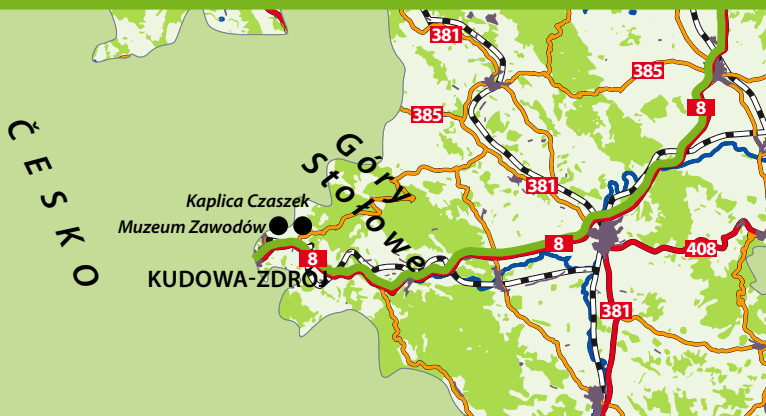 381
385
8
385
ČESKO
Góry
Stołowe
381
Kaplica Czaszek
Muzeum Zawodów
8
408
8
KUDOWA-ZDRÓJ
381